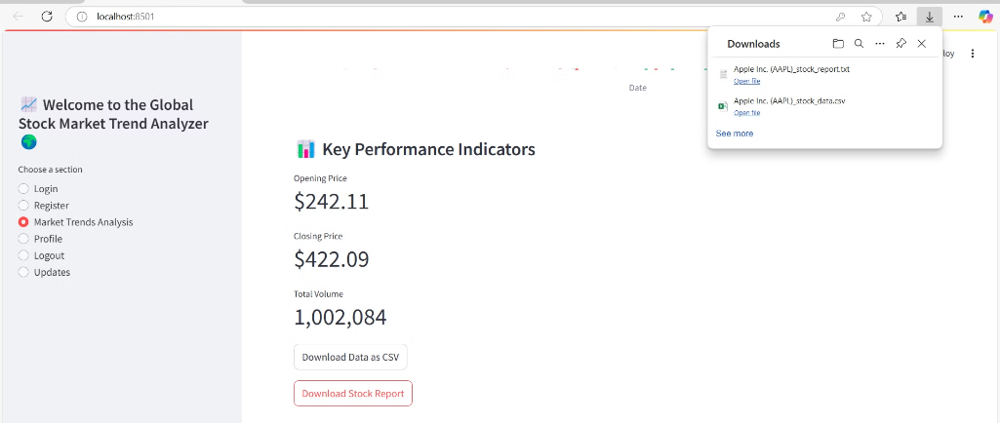 localhost:8501
Downloads
Apple Inc. (AAPL)_stock_report.txt
Open file
Apple Inc. (AAPL)_stock_data.csv
Open file
See more
loy
Welcome to the Global
Stock Market Trend Analyzer
Choose a section
Login
Register
Market Trends Analysis
Profile
Logout
Updates
Date
Key Performance Indicators
Opening Price
$242.11
Closing Price
$422.09
Total Volume
1,002,084
Download Data as CSV
Download Stock Report